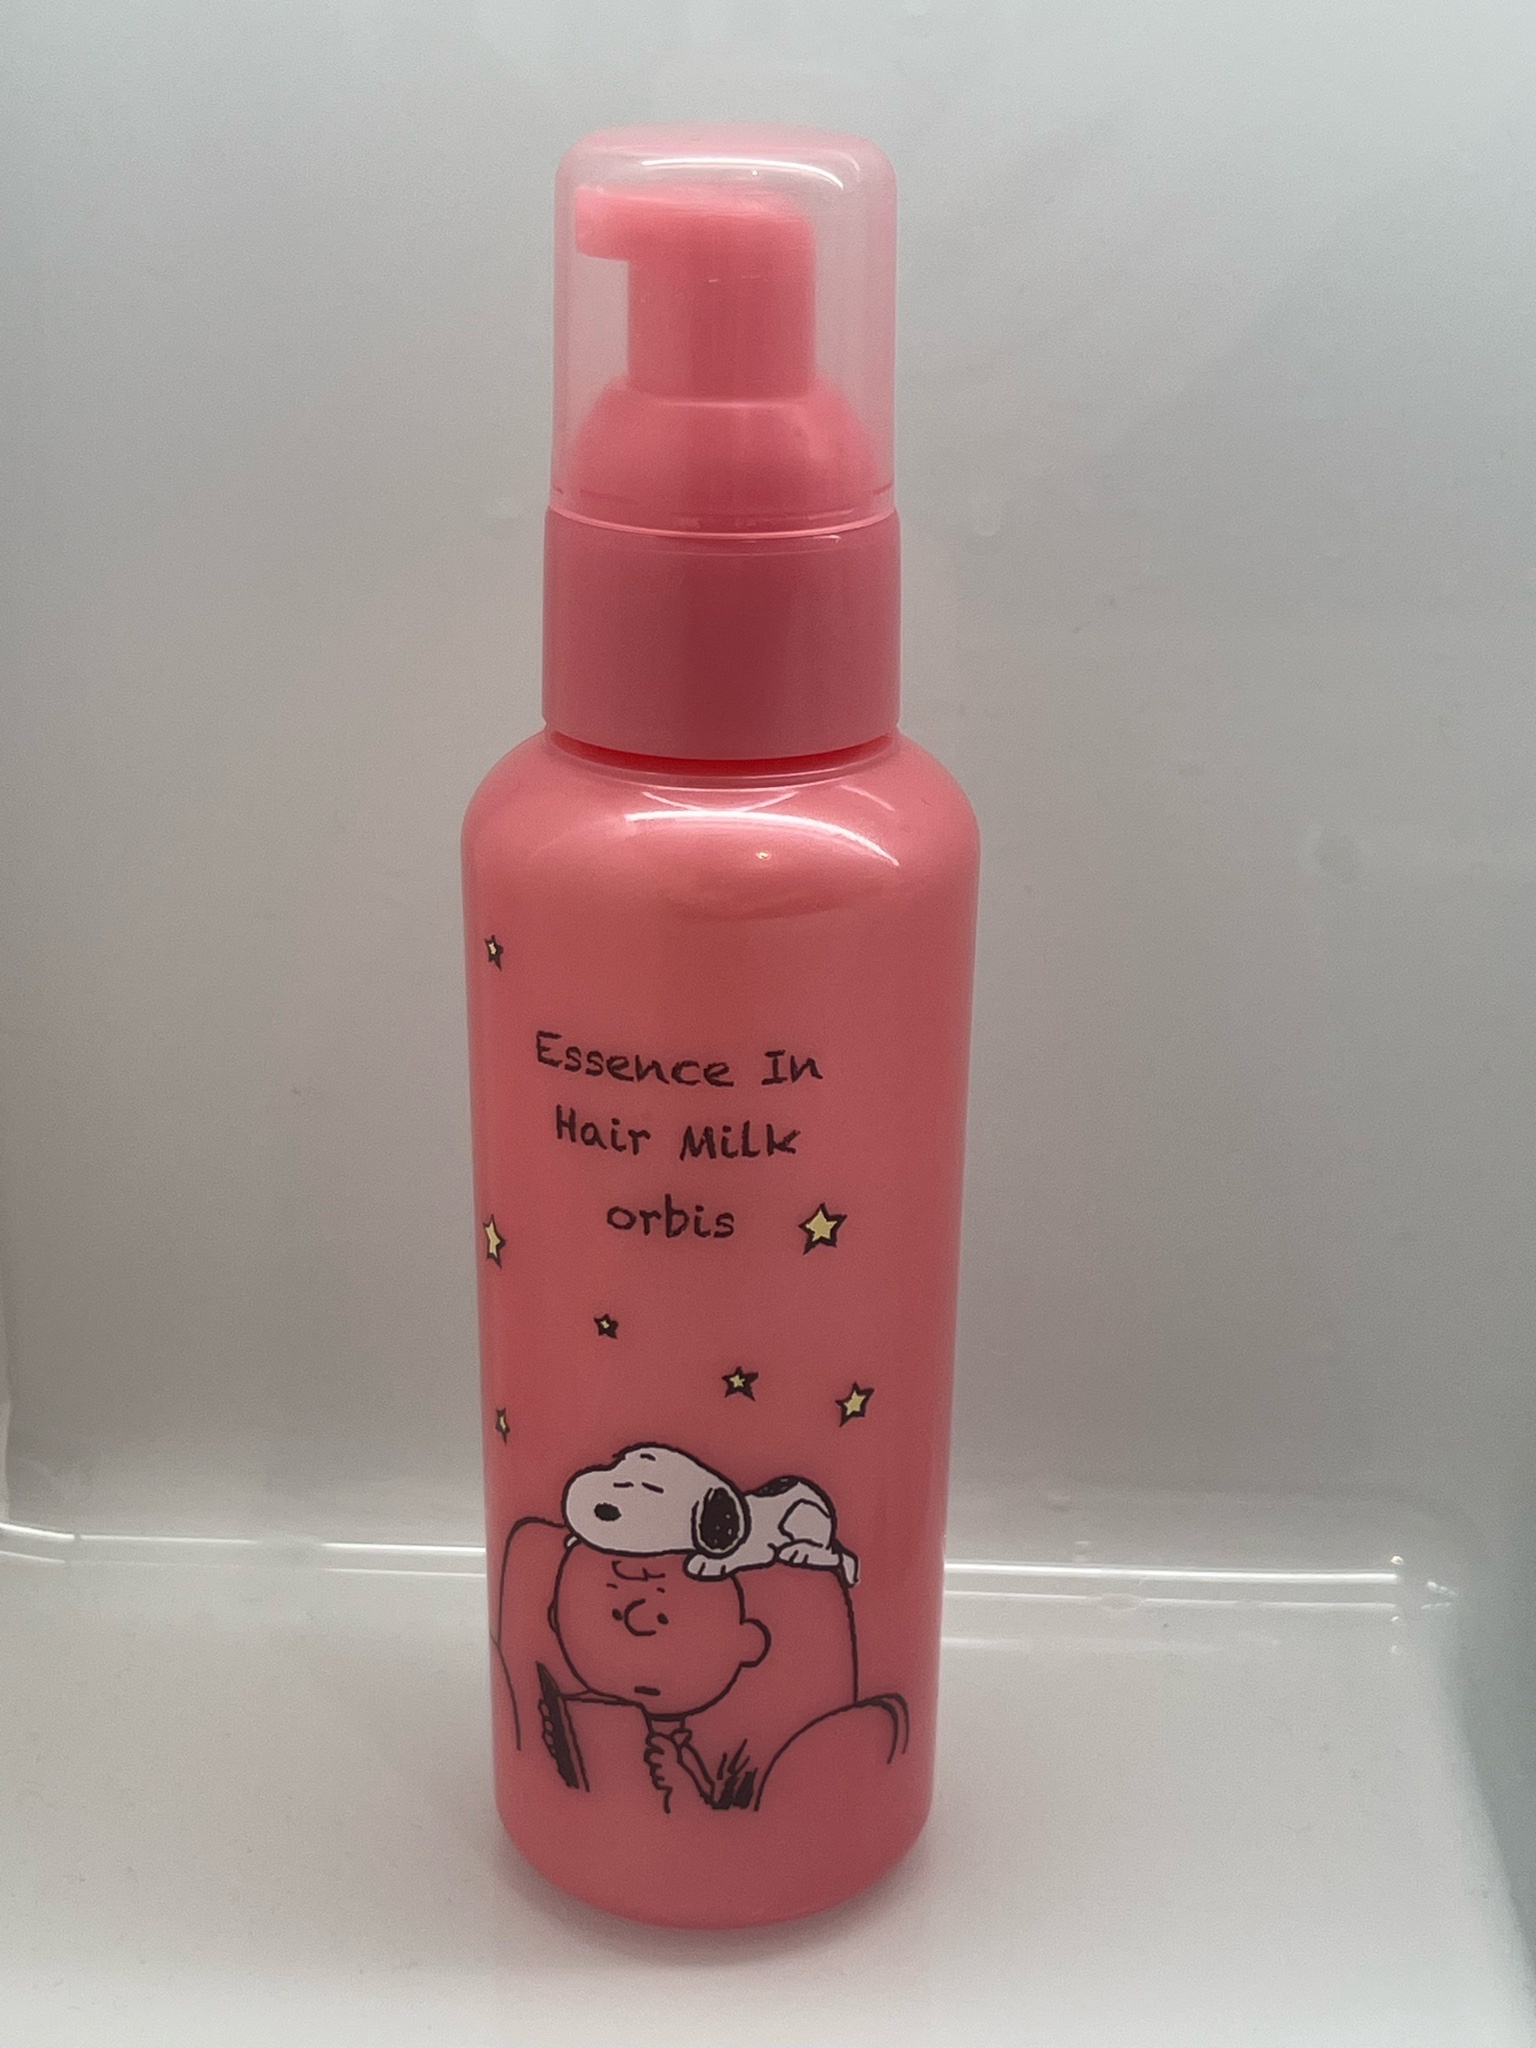 Essence In
Hair Milk
orbis